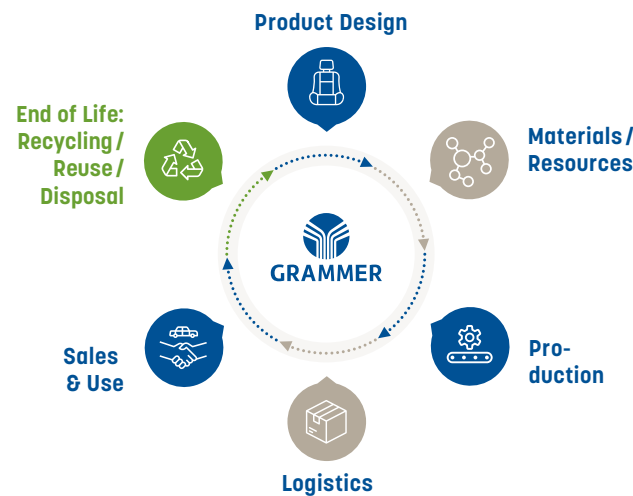 Product Design
Materials/
Resources
Pro-
duction
Logistics
Sales
& Use
End of Life:
Recycling/
Reuse/
Disposal
GRAMMER